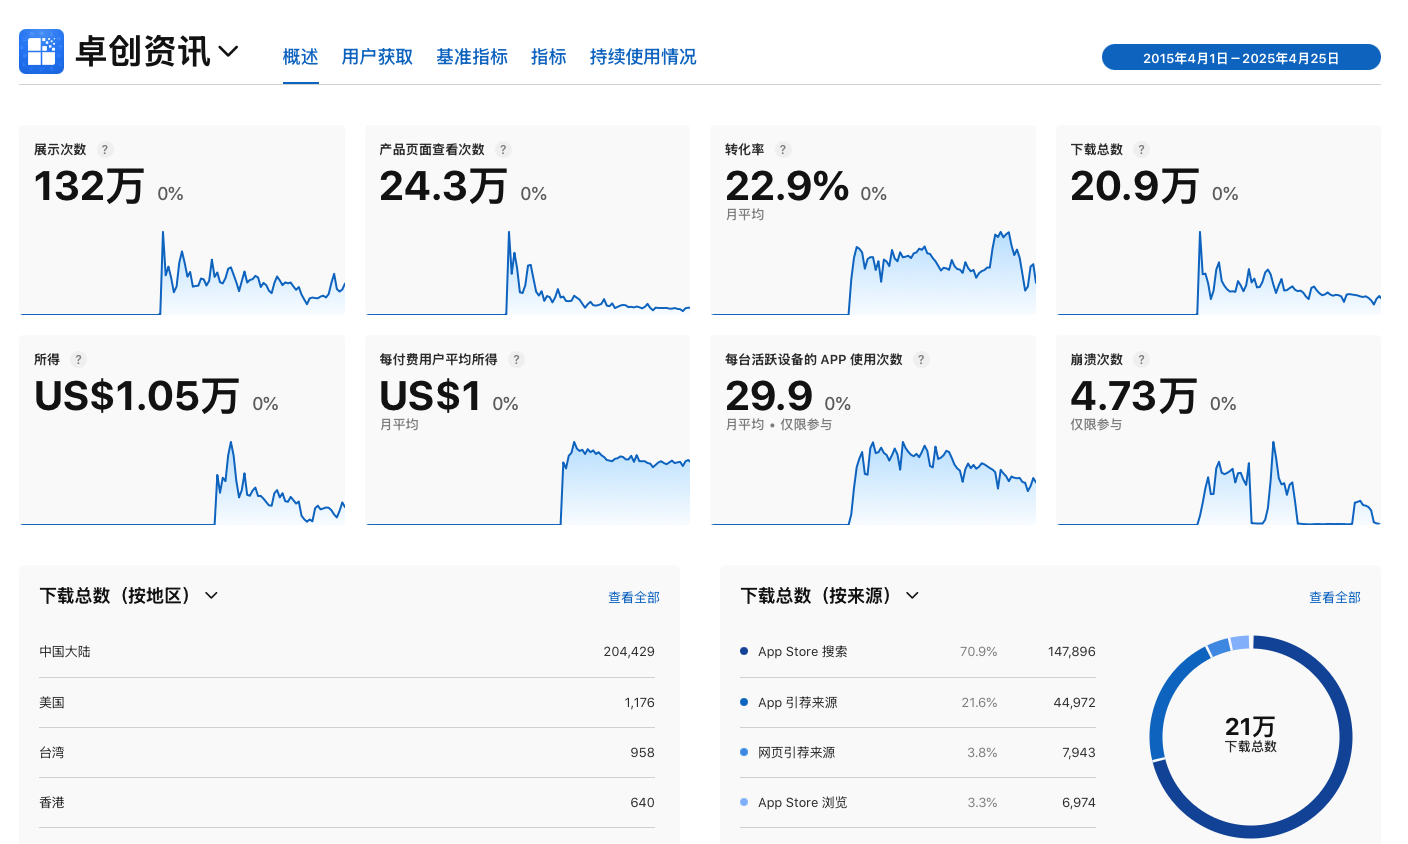 卓创资讯
概述 用户获取 基准指标 指标 持续使用情况
2015年4月1日－2025年4月25日
展示次数 ?
132万 0%
产品页面查看次数 ?
24.3万 0%
转化率 ?
22.9% 0%
月平均
下载总数 ?
20.9万 0%
所得 ?
US$1.05万 0%
每付费用户平均所得 ?
US$1 0%
月平均
每台活跃设备的 APP 使用次数 ?
29.9 0%
月平均 • 仅限参与
崩溃次数 ?
4.73万 0%
仅限参与
下载总数（按地区）
查看全部
中国大陆 204,429
美国 1,176
台湾 958
香港 640
下载总数（按来源）
查看全部
App Store 搜索 70.9% 147,896
App 引荐来源 21.6% 44,972
网页引荐来源 3.8% 7,943
App Store 浏览 3.3% 6,974
21万
下载总数